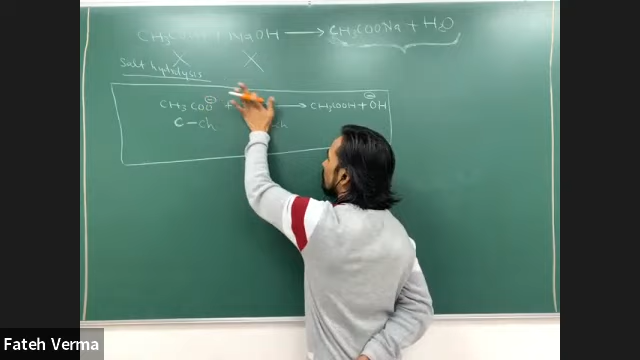 CH3COOH + NaOH → CH3COONa + H2O
X X
Salt hydrolysis
CH3COO⊖ + → CH3COOH + ⊖OH
C - Ch - h
Fateh Verma